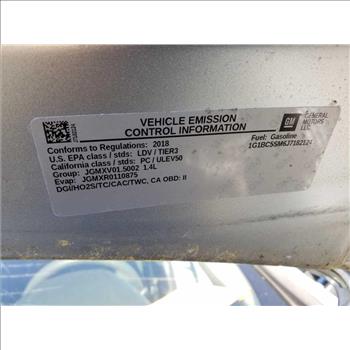 VEHICLE EMISSION
CONTROL INFORMATION
GM
GENERAL
MOTORS
LLC
Fuel: Gasoline
Conforms to Regulations: 2018
U.S. EPA class / stds: LDV / TIER3
California class / stds: PC / ULEV50
Group: JGMXV01.5002 1.4L
Evap: JGMXR0110875
DGI/HO2S/TC/CAC/TWC, CA OBD: II